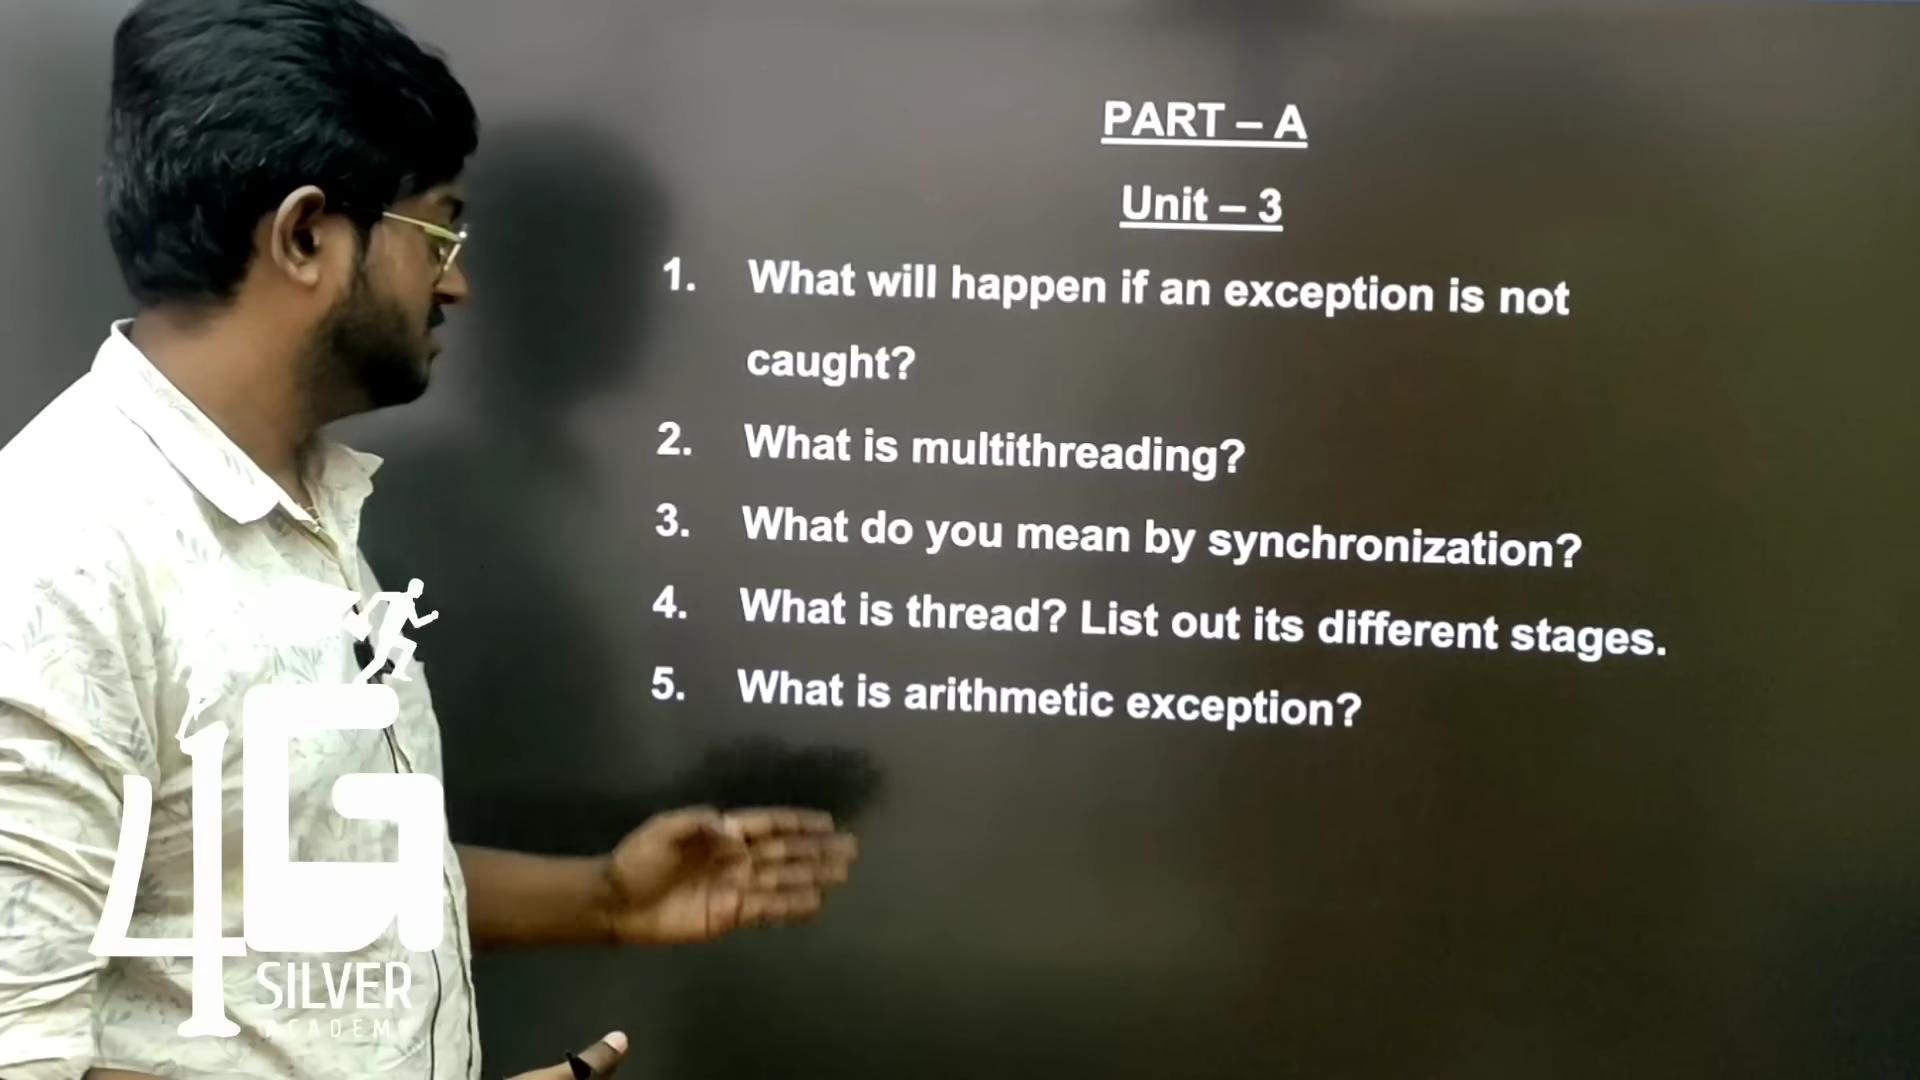 PART – A
Unit – 3
1. What will happen if an exception is not
caught?
2. What is multithreading?
3. What do you mean by synchronization?
4. What is thread? List out its different stages.
5. What is arithmetic exception?
4G
SILVER
ACADEMY